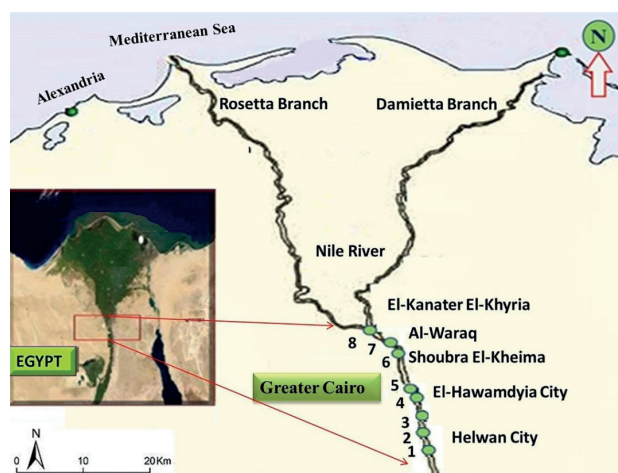 Mediterranean Sea
N
Alexandria
Rosetta Branch
Damietta Branch
Nile River
El-Kanater El-Khyria
Al-Waraq
8
7
Shoubra El-Kheima
6
EGYPT
Greater Cairo
5
El-Hawamdyia City
4
3
Helwan City
2
1
N
0
10
20Km